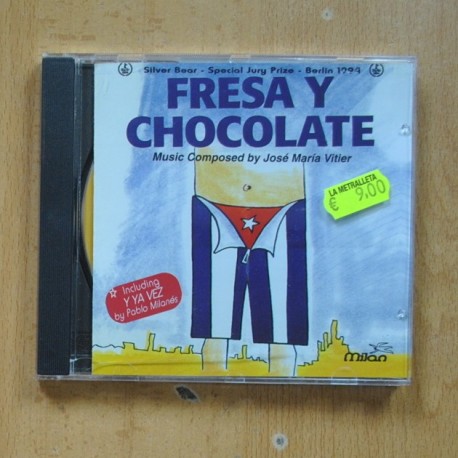 Silver Bear - Special Jury Prize - Berlin 1994
FRESA Y
CHOCOLATE
Music Composed by José María Vitier
LA METRALLETA
€ 9,00
Including
Y YA VEZ
by Pablo Milanés
milan